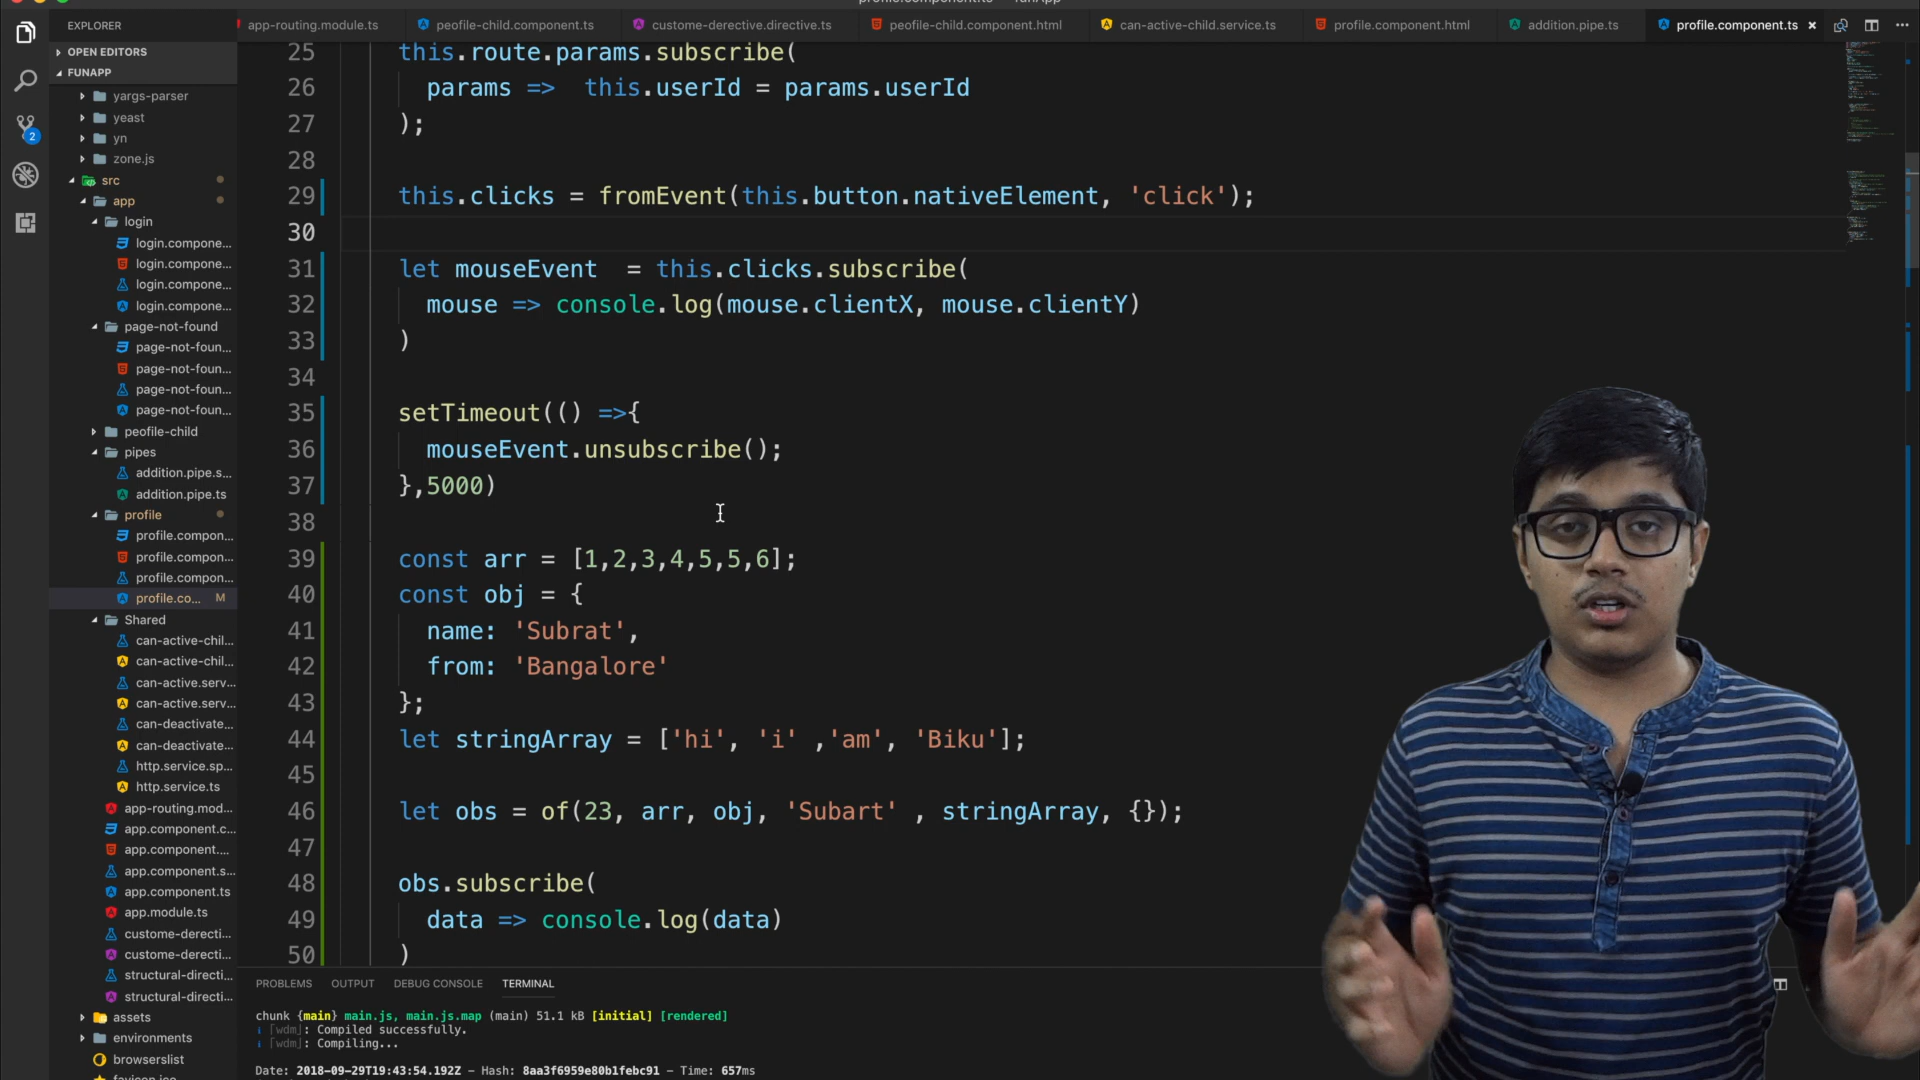 EXPLORER
app-routing.module.ts
peofile-child.component.ts
custome-derective.directive.ts
peofile-child.component.html
can-active-child.service.ts
profile.component.html
addition.pipe.ts
profile.component.ts
OPEN EDITORS
FUNAPP
yargs-parser
yeast
yn
zone.js
src
app
login
login.compone...
login.compone...
login.compone...
login.compone...
page-not-found
page-not-foun...
page-not-foun...
page-not-foun...
page-not-foun...
peofile-child
pipes
addition.pipe.s...
addition.pipe.ts
profile
profile.compon...
profile.compon...
profile.compon...
profile.co... M
Shared
can-active-chil...
can-active-chil...
can-active.serv...
can-active.serv...
can-deactivate...
can-deactivate...
http.service.sp...
http.service.ts
app-routing.mod...
app.component.c...
app.component....
app.component.s...
app.component.ts
app.module.ts
custome-derecti...
custome-derecti...
structural-directi...
structural-directi...
assets
environments
browserslist
2
25 this.route.params.subscribe(
26 params => this.userId = params.userId
27 );
28
29 this.clicks = fromEvent(this.button.nativeElement, 'click');
30
31 let mouseEvent = this.clicks.subscribe(
32 mouse => console.log(mouse.clientX, mouse.clientY)
33 )
34
35 setTimeout(() =>{
36 mouseEvent.unsubscribe();
37 },5000)
38
39 const arr = [1,2,3,4,5,5,6];
40 const obj = {
41 name: 'Subrat',
42 from: 'Bangalore'
43 };
44 let stringArray = ['hi', 'i' ,'am', 'Biku'];
45
46 let obs = of(23, arr, obj, 'Subart' , stringArray, {});
47
48 obs.subscribe(
49 data => console.log(data)
50 )
PROBLEMS OUTPUT DEBUG CONSOLE TERMINAL
chunk {main} main.js, main.js.map (main) 51.1 kB [initial] [rendered]
i ｢wdm｣: Compiled successfully.
i ｢wdm｣: Compiling...
Date: 2018-09-29T19:43:54.192Z - Hash: 8aa3f6959e80b1febc91 - Time: 657ms